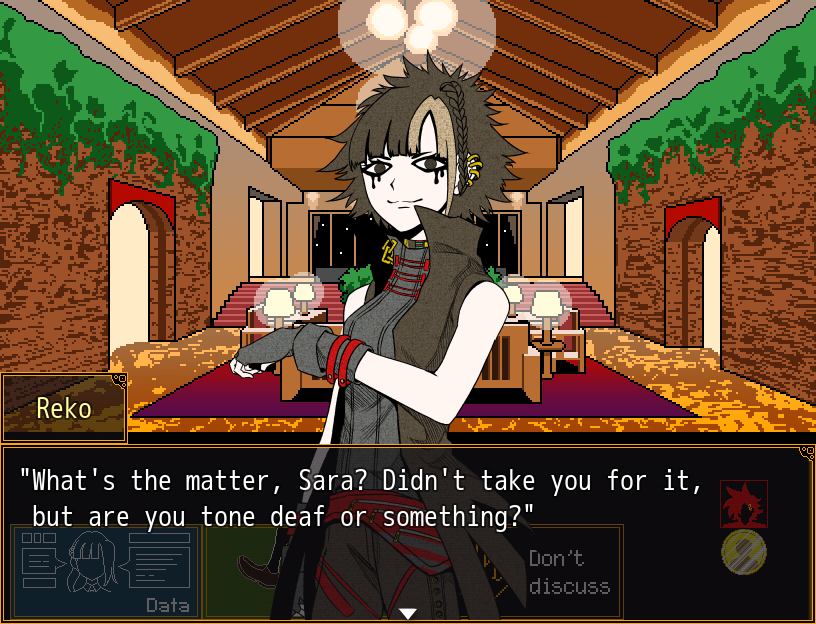 Reko
"What's the matter, Sara? Didn't take you for it,
but are you tone deaf or something?"
Data
Don't
discuss